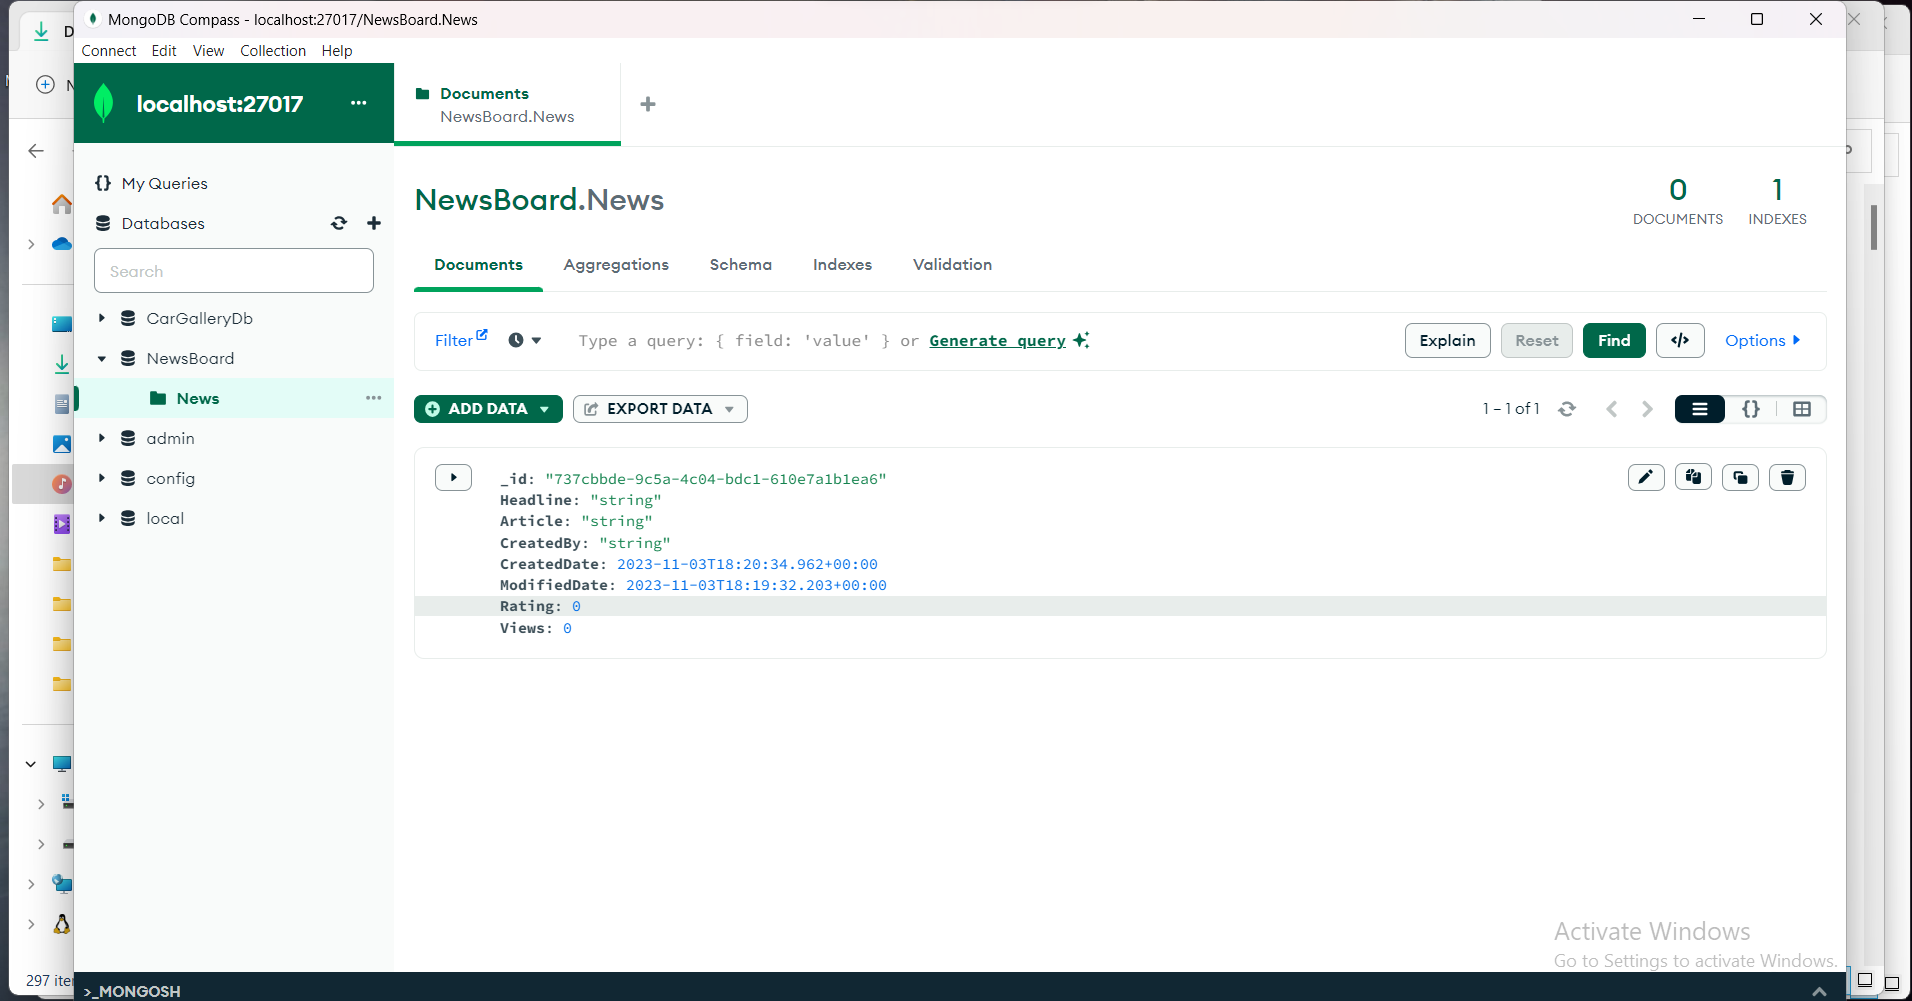 MongoDB Compass - localhost:27017/NewsBoard.News
Connect Edit View Collection Help
localhost:27017
Documents
NewsBoard.News
My Queries
Databases
Search
CarGalleryDb
NewsBoard
News
admin
config
local
NewsBoard.News
0
DOCUMENTS
1
INDEXES
Documents Aggregations Schema Indexes Validation
Filter Type a query: { field: 'value' } or Generate query Explain Reset Find </> Options
ADD DATA EXPORT DATA 1 – 1 of 1 {}
_id: "737cbbde-9c5a-4c04-bdc1-610e7a1b1ea6"
Headline: "string"
Article: "string"
CreatedBy: "string"
CreatedDate: 2023-11-03T18:20:34.962+00:00
ModifiedDate: 2023-11-03T18:19:32.203+00:00
Rating: 0
Views: 0
Activate Windows
Go to Settings to activate Windows.
297
>_MONGOSH